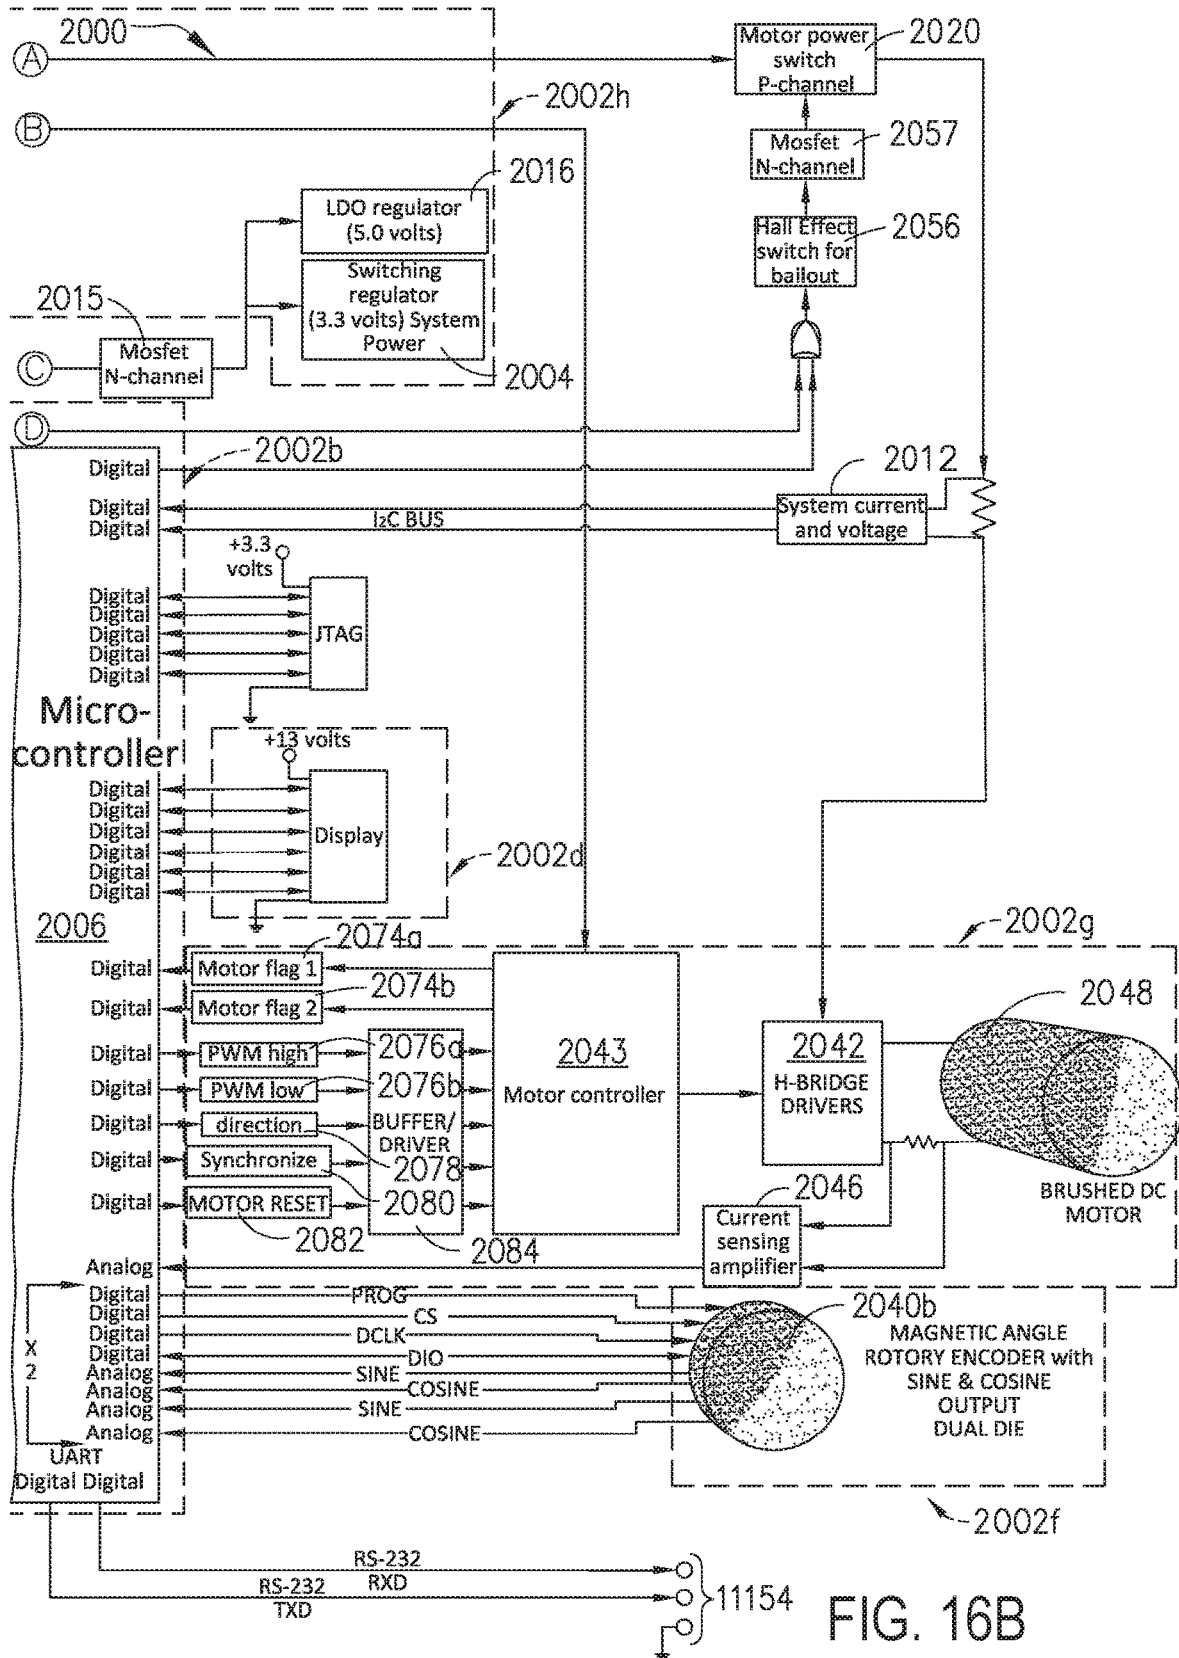 2000
A
Motor power
switch
P-channel
2020
2002h
B
Mosfet
N-channel
2057
2016
LDO regulator
(5.0 volts)
Hall Effect
switch for
bailout
2056
Switching
regulator
(3.3 volts) System
Power
2015
Mosfet
N-channel
C
2004
D
2002b
Digital
2012
System current
and voltage
Digital
I2C BUS
Digital
+3.3
volts
Digital
Digital
Digital
Digital
Digital
JTAG
Micro-
controller
+13 volts
Digital
Digital
Digital
Digital
Digital
Digital
Display
2002d
2006
2074a
2002g
Digital
Motor flag 1
2074b
Digital
Motor flag 2
2048
Digital
PWM high
2076a
2043
Motor controller
2042
H-BRIDGE
DRIVERS
Digital
PWM low
2076b
Digital
direction
BUFFER/
DRIVER
2078
Digital
Synchronize
2080
2046
BRUSHED DC
MOTOR
Digital
MOTOR RESET
2082
2084
Current
sensing
amplifier
Analog
Digital
PROG
Digital
CS
Digital
DCLK
Digital
DIO
Analog
SINE
Analog
COSINE
Analog
SINE
Analog
COSINE
X
2
2040b
MAGNETIC ANGLE
ROTARY ENCODER with
SINE & COSINE
OUTPUT
DUAL DIE
UART
Digital Digital
2002f
RS-232
RXD
RS-232
TXD
11154
FIG. 16B